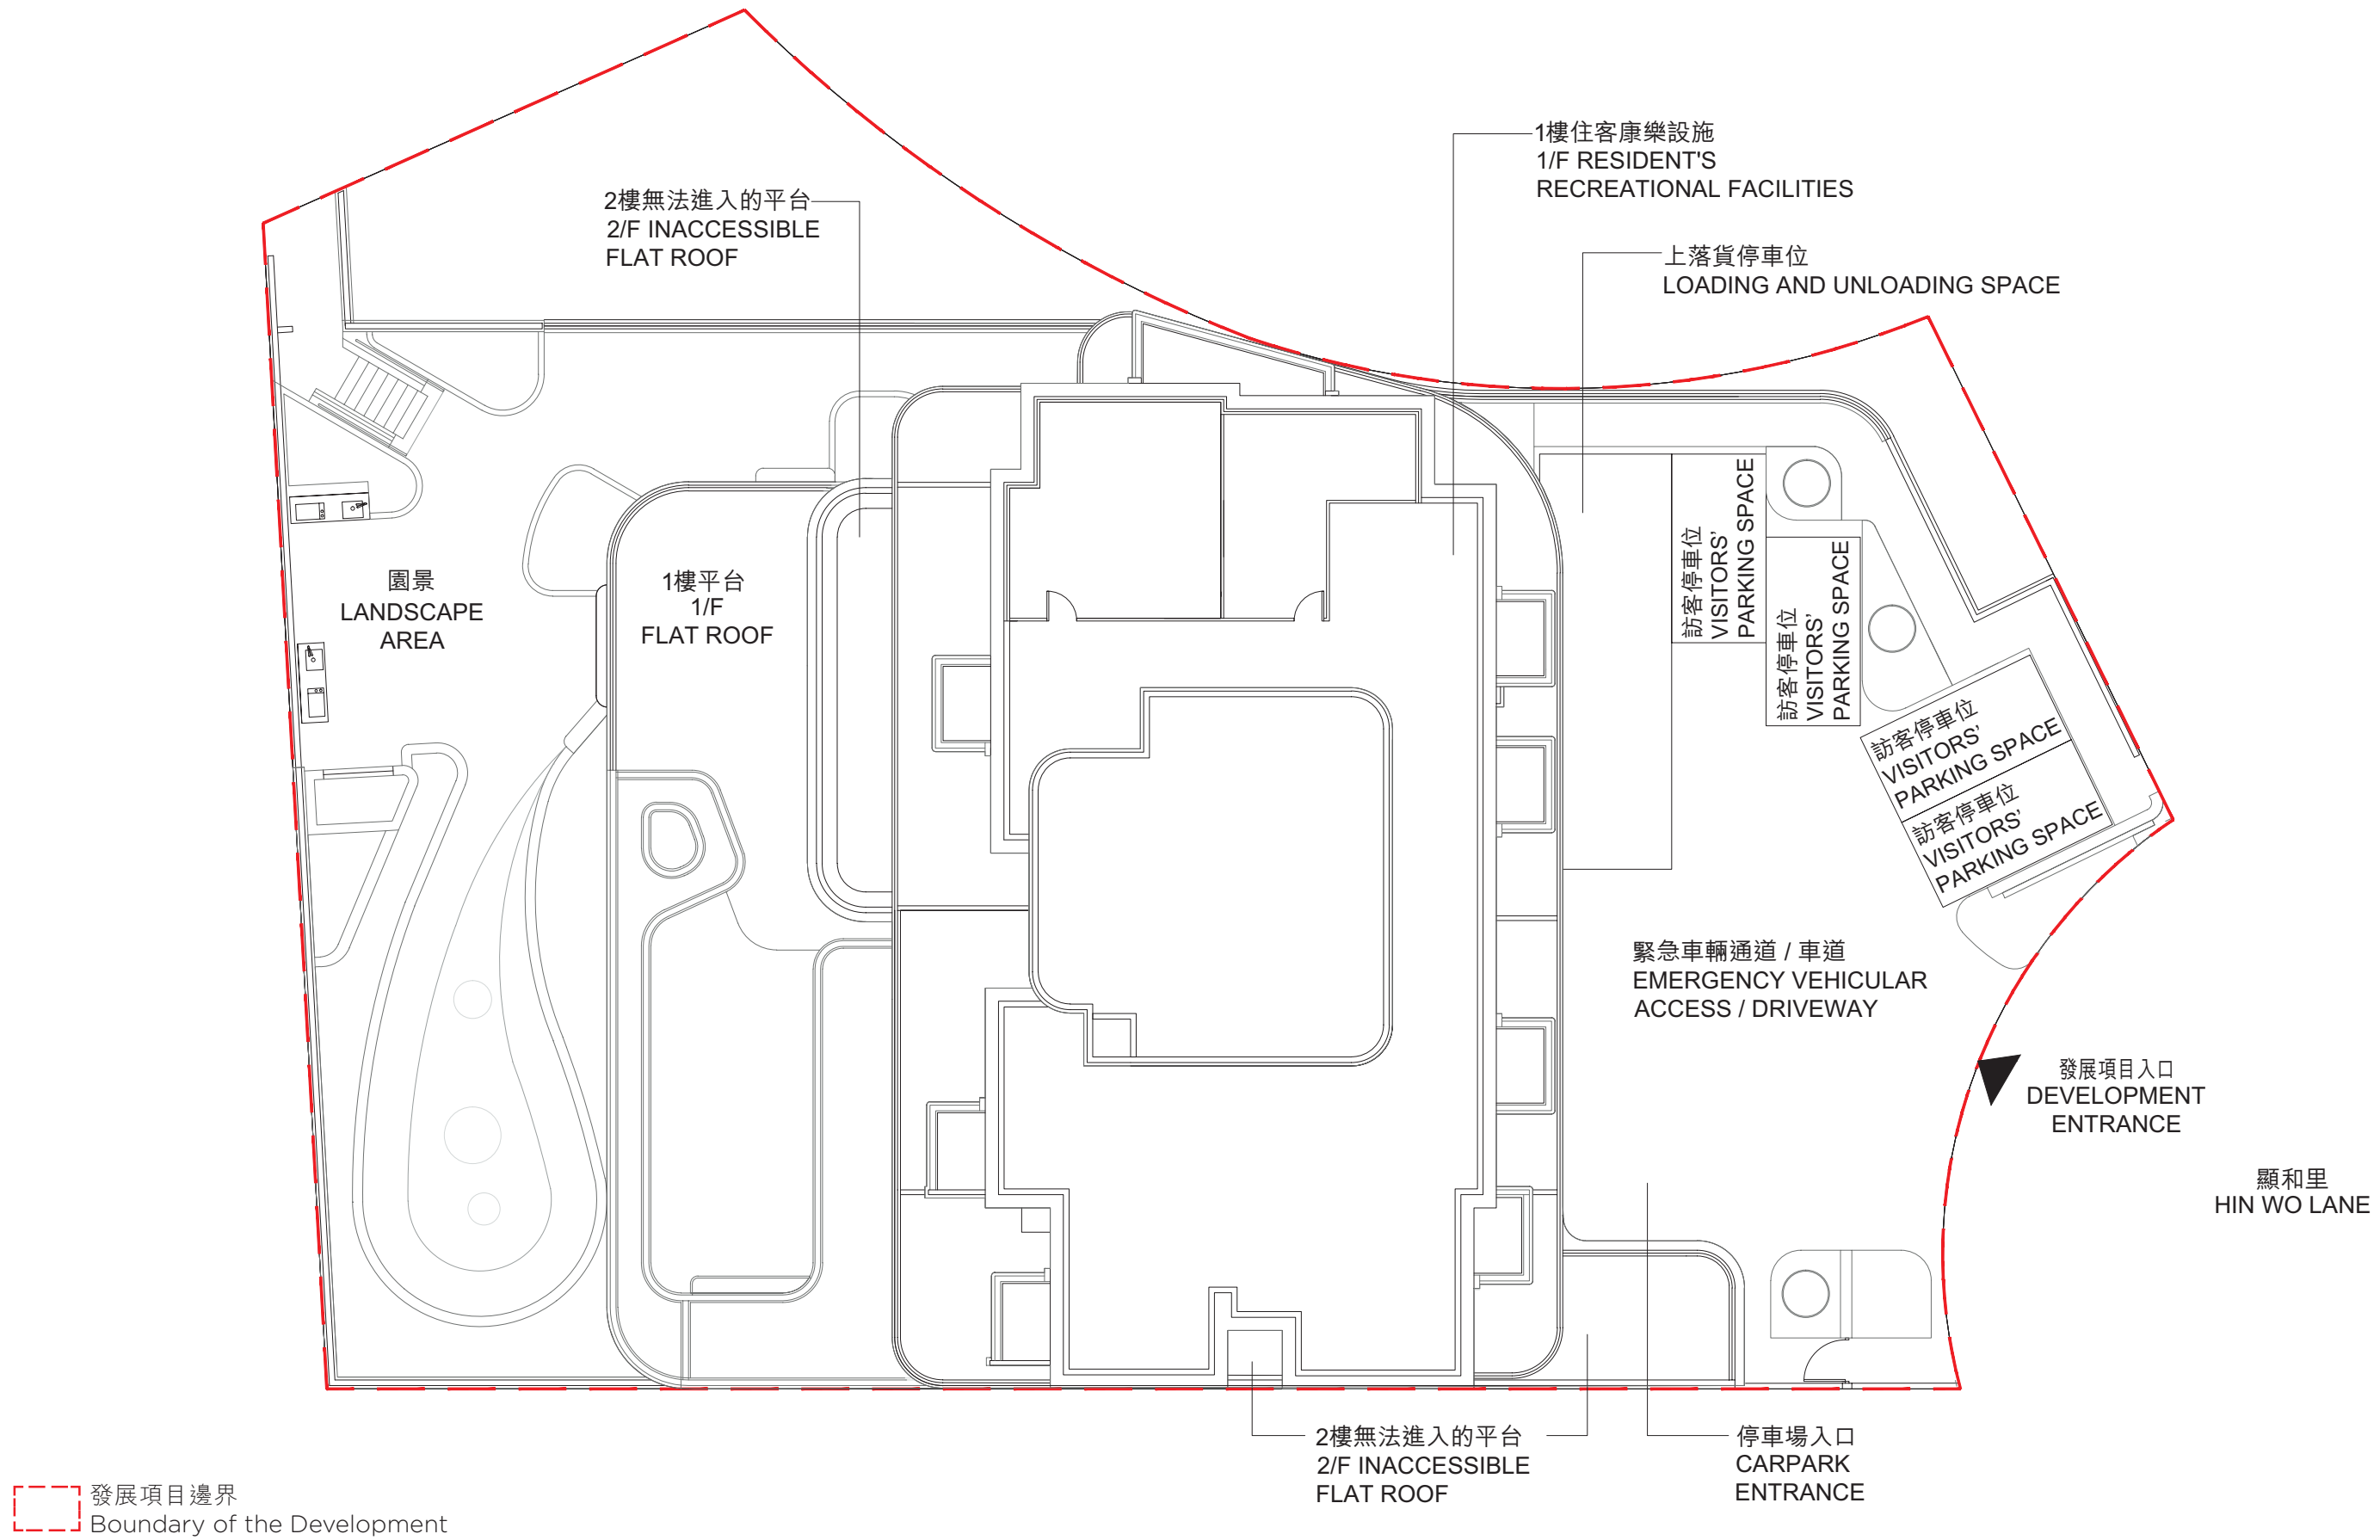 1樓住客康樂設施
1/F RESIDENT'S
RECREATIONAL FACILITIES
2樓無法進入的平台
2/F INACCESSIBLE
FLAT ROOF
上落貨停車位
LOADING AND UNLOADING SPACE
訪客停車位
VISITORS'
PARKING SPACE
訪客停車位
VISITORS'
PARKING SPACE
園景
LANDSCAPE
AREA
1樓平台
1/F
FLAT ROOF
訪客停車位
VISITORS'
PARKING SPACE
訪客停車位
VISITORS'
PARKING SPACE
緊急車輛通道 / 車道
EMERGENCY VEHICULAR
ACCESS / DRIVEWAY
發展項目入口
DEVELOPMENT
ENTRANCE
顯和里
HIN WO LANE
2樓無法進入的平台
2/F INACCESSIBLE
FLAT ROOF
停車場入口
CARPARK
ENTRANCE
發展項目邊界
Boundary of the Development